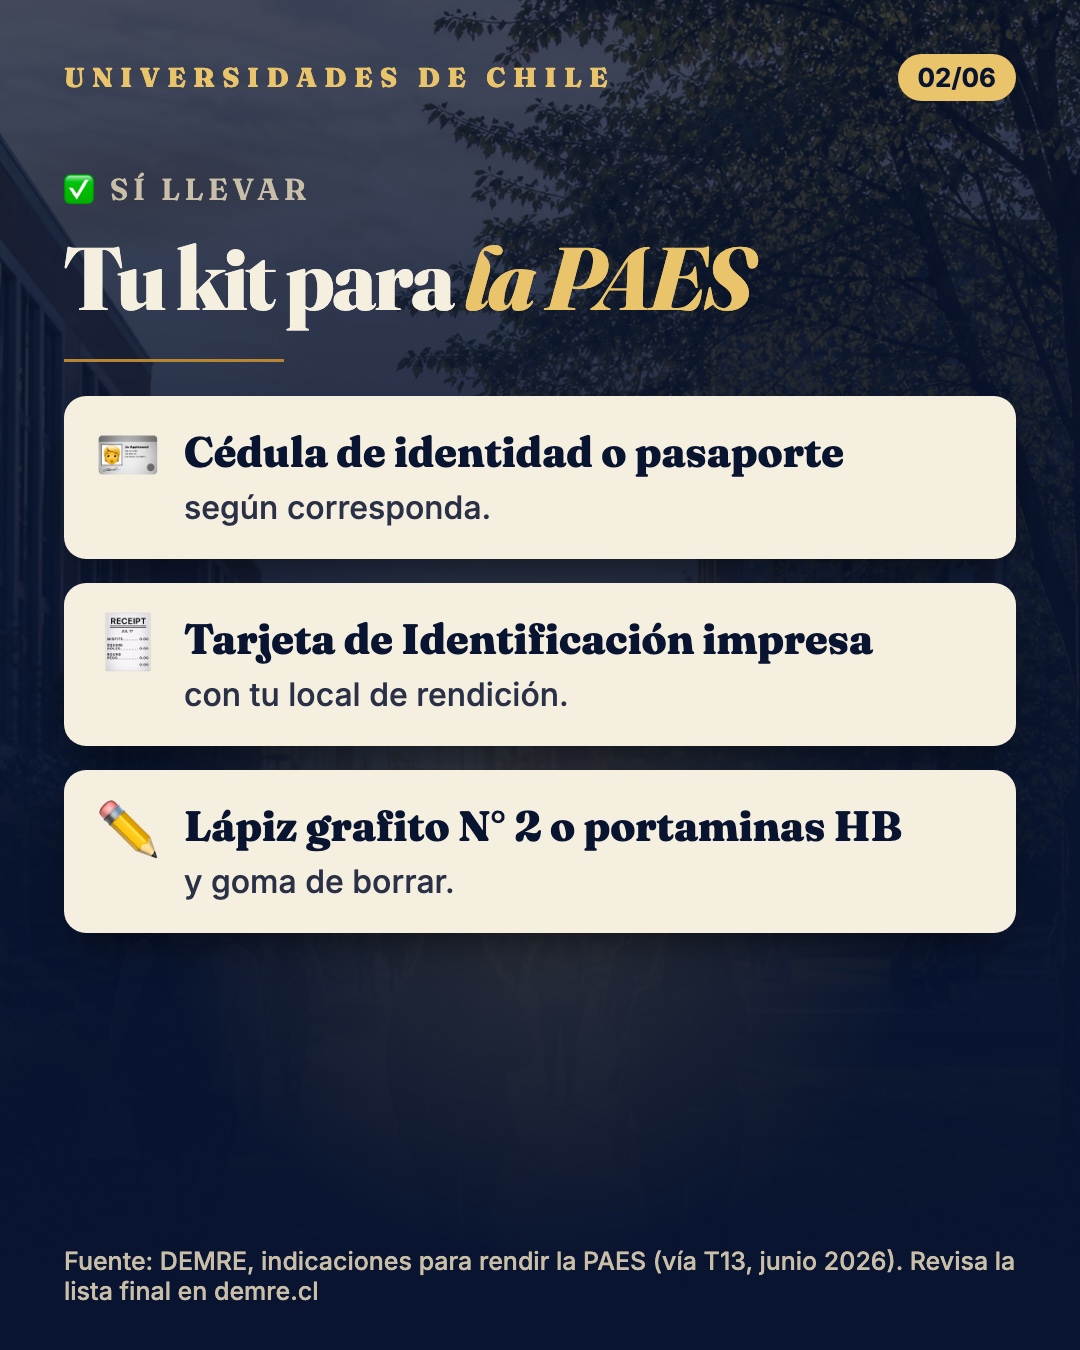 UNIVERSIDADES DE CHILE
02/06
✅ SÍ LLEVAR
Tu kit para la PAES
Cédula de identidad o pasaporte
según corresponda.
RECEIPT
Tarjeta de Identificación impresa
con tu local de rendición.
Lápiz grafito N° 2 o portaminas HB
y goma de borrar.
Fuente: DEMRE, indicaciones para rendir la PAES (vía T13, junio 2026). Revisa la
lista final en demre.cl